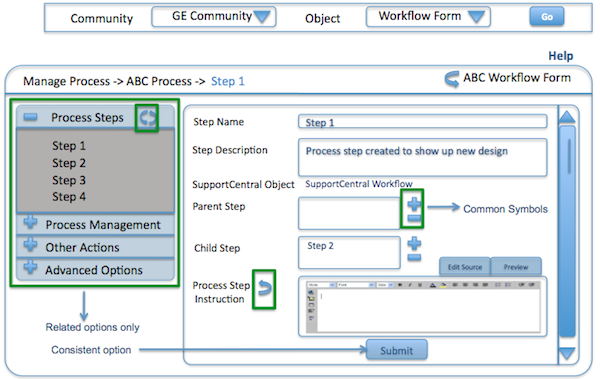 Community GE Community Object Workflow Form Go
Help
Manage Process -> ABC Process -> Step 1 ABC Workflow Form
Process Steps
Step 1
Step 2
Step 3
Step 4
Process Management
Other Actions
Advanced Options
Related options only
Consistent option
Step Name Step 1
Step Description Process step created to show up new design
SupportCentral Object SupportCentral Workflow
Parent Step
Common Symbols
Child Step Step 2
Edit Source Preview
Process Step
Instruction
Submit